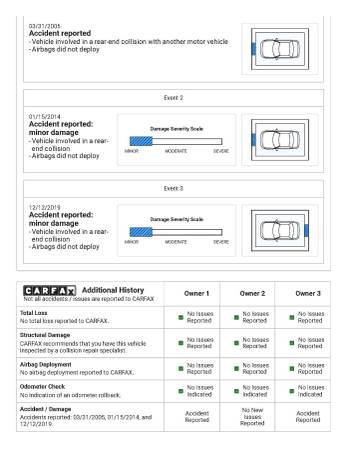 03/31/2005
Accident reported
- Vehicle involved in a rear-end collision with another motor vehicle
- Airbags did not deploy
Event 2
01/15/2014
Accident reported:
minor damage
- Vehicle involved in a rear-
end collision
- Airbags did not deploy
Damage Severity Scale
MINOR MODERATE SEVERE
Event 3
12/12/2019
Accident reported:
minor damage
- Vehicle involved in a rear-
end collision
- Airbags did not deploy
Damage Severity Scale
MINOR MODERATE SEVERE
CARFAX Additional History
Not all accidents / issues are reported to CARFAX
Owner 1 Owner 2 Owner 3
Total Loss
No total loss reported to CARFAX.
No Issues Reported No Issues Reported No Issues Reported
Structural Damage
CARFAX recommends that you have this vehicle
inspected by a collision repair specialist.
No Issues Reported No Issues Reported No Issues Reported
Airbag Deployment
No airbag deployment reported to CARFAX.
No Issues Reported No Issues Reported No Issues Reported
Odometer Check
No indication of an odometer rollback.
No Issues Indicated No Issues Indicated No Issues Indicated
Accident / Damage
Accidents reported: 03/31/2005, 01/15/2014, and
12/12/2019.
Accident Reported No New Issues Reported Accident Reported